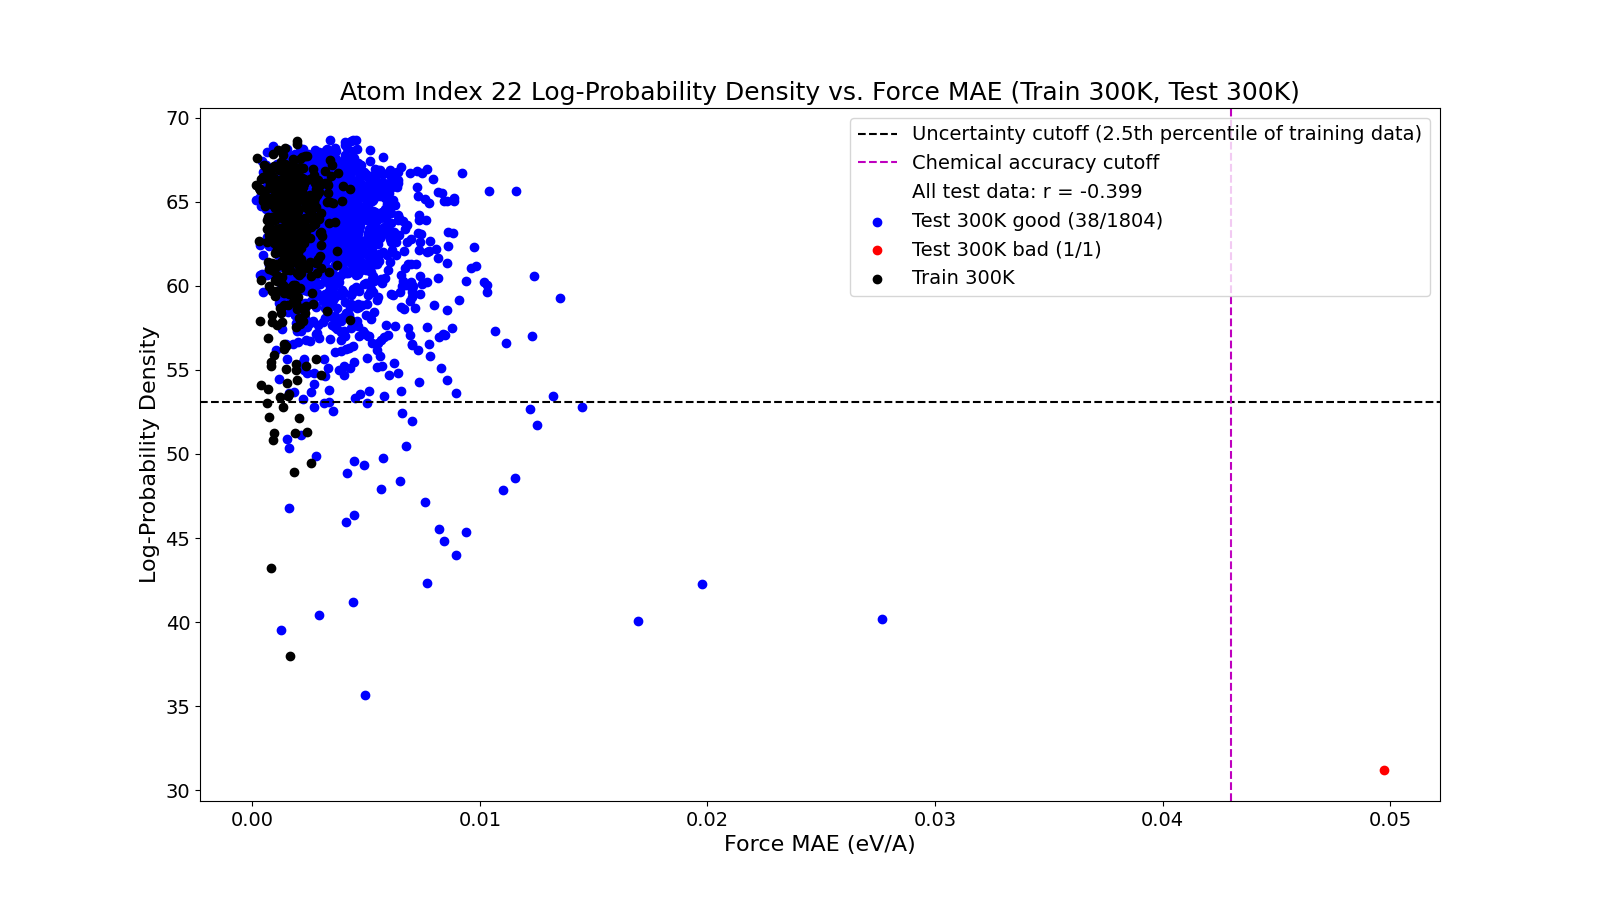 Atom Index 22 Log-Probability Density vs. Force MAE (Train 300K, Test 300K)
Log-Probability Density
70
65
60
55
50
45
40
35
30
Uncertainty cutoff (2.5th percentile of training data)
Chemical accuracy cutoff
All test data: r = -0.399
Test 300K good (38/1804)
Test 300K bad (1/1)
Train 300K
0.00 0.01 0.02 0.03 0.04 0.05
Force MAE (eV/A)